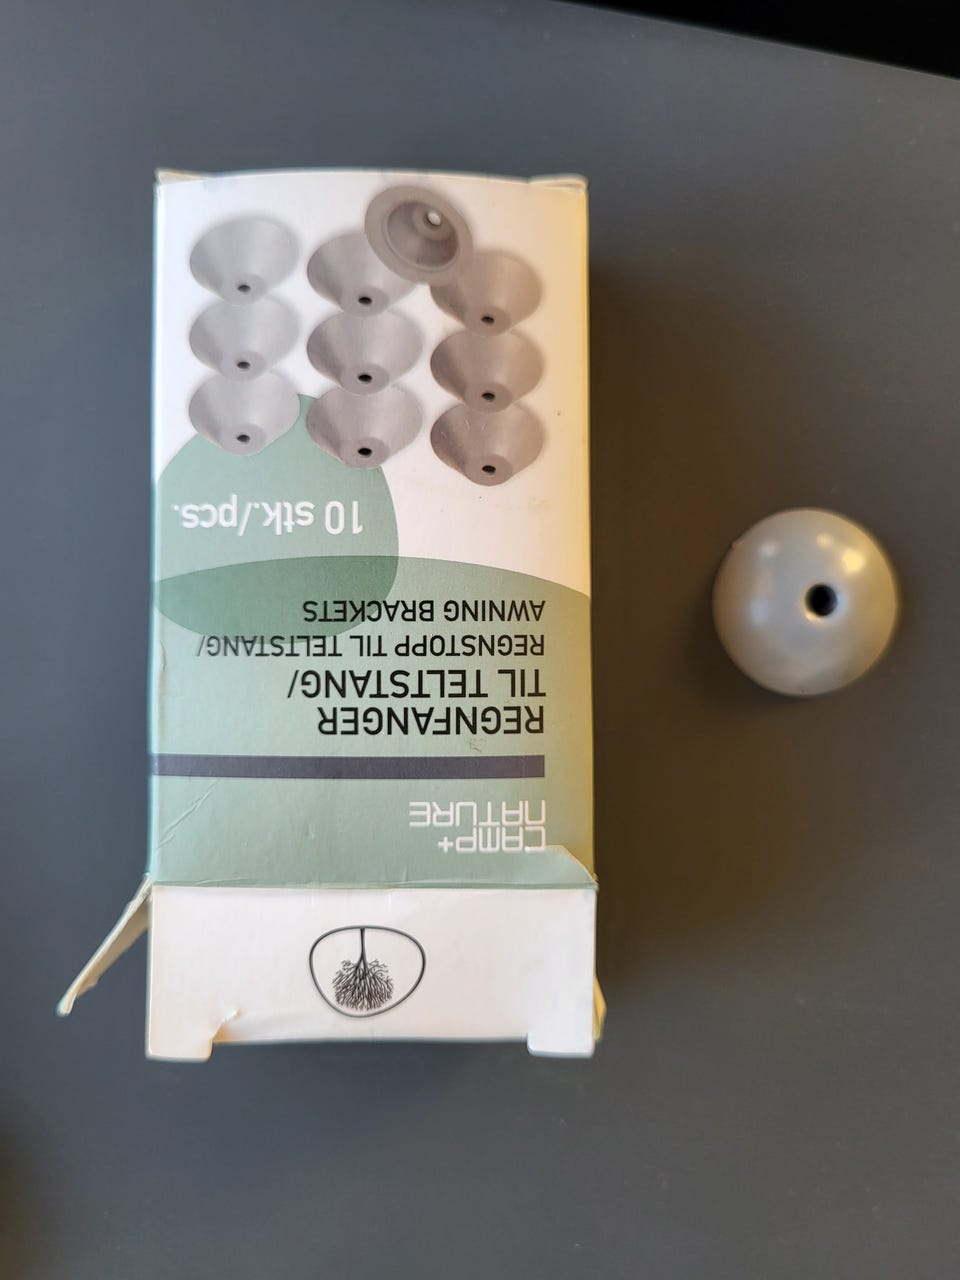 CAMP+
NATURE
REGNFANGER
TIL TELTSTANG/
REGNSTOPP TIL TELTSTANG/
AWNING BRACKETS
10 stk./pcs.